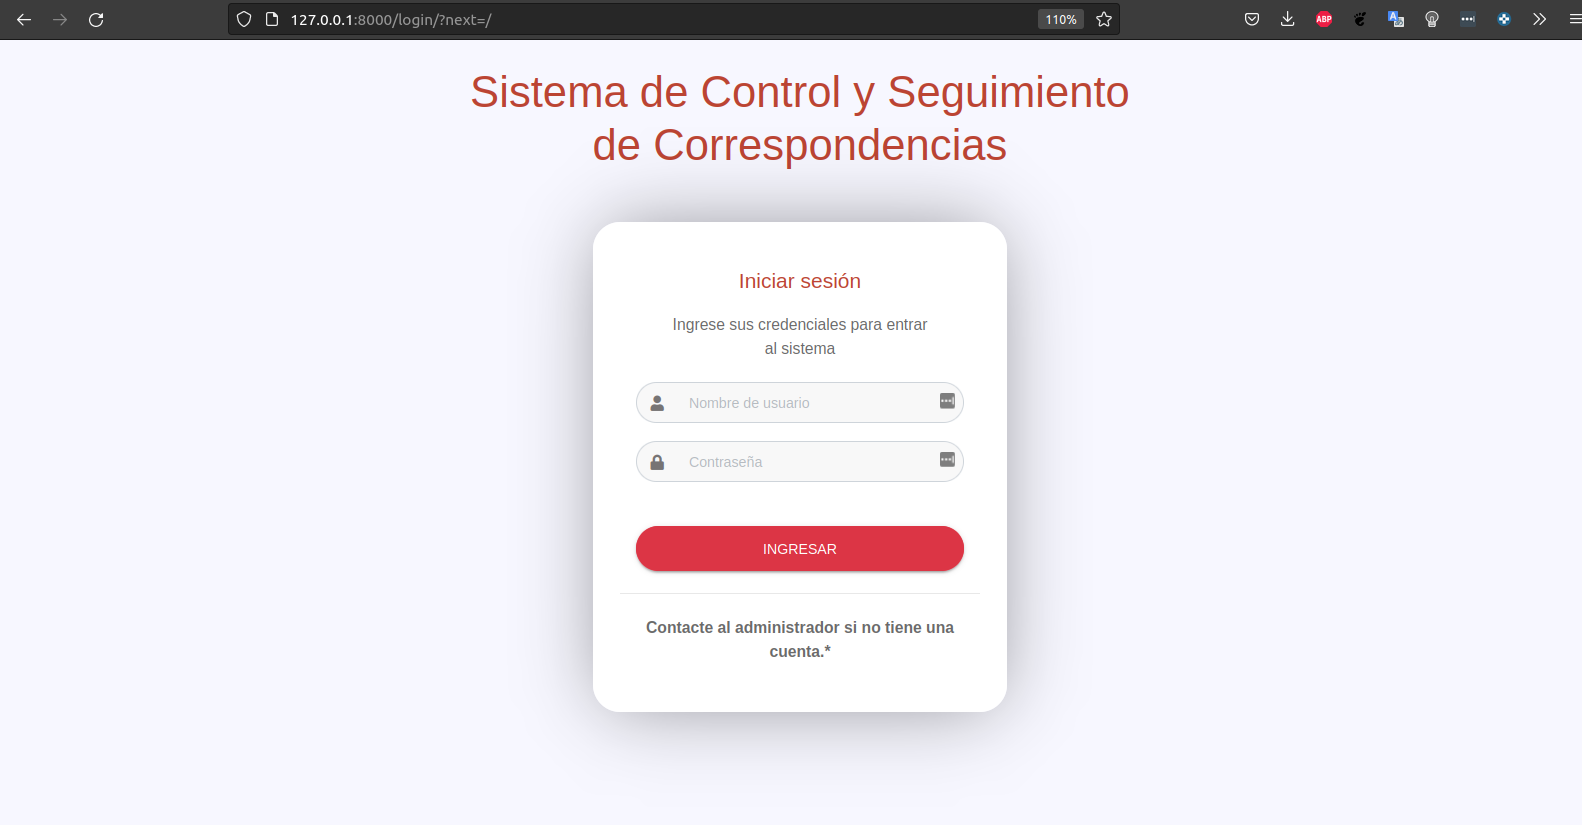 127.0.0.1:8000/login/?next=/
110%
ABP
Sistema de Control y Seguimiento
de Correspondencias
Iniciar sesión
Ingrese sus credenciales para entrar
al sistema
Nombre de usuario
Contraseña
INGRESAR
Contacte al administrador si no tiene una
cuenta.*